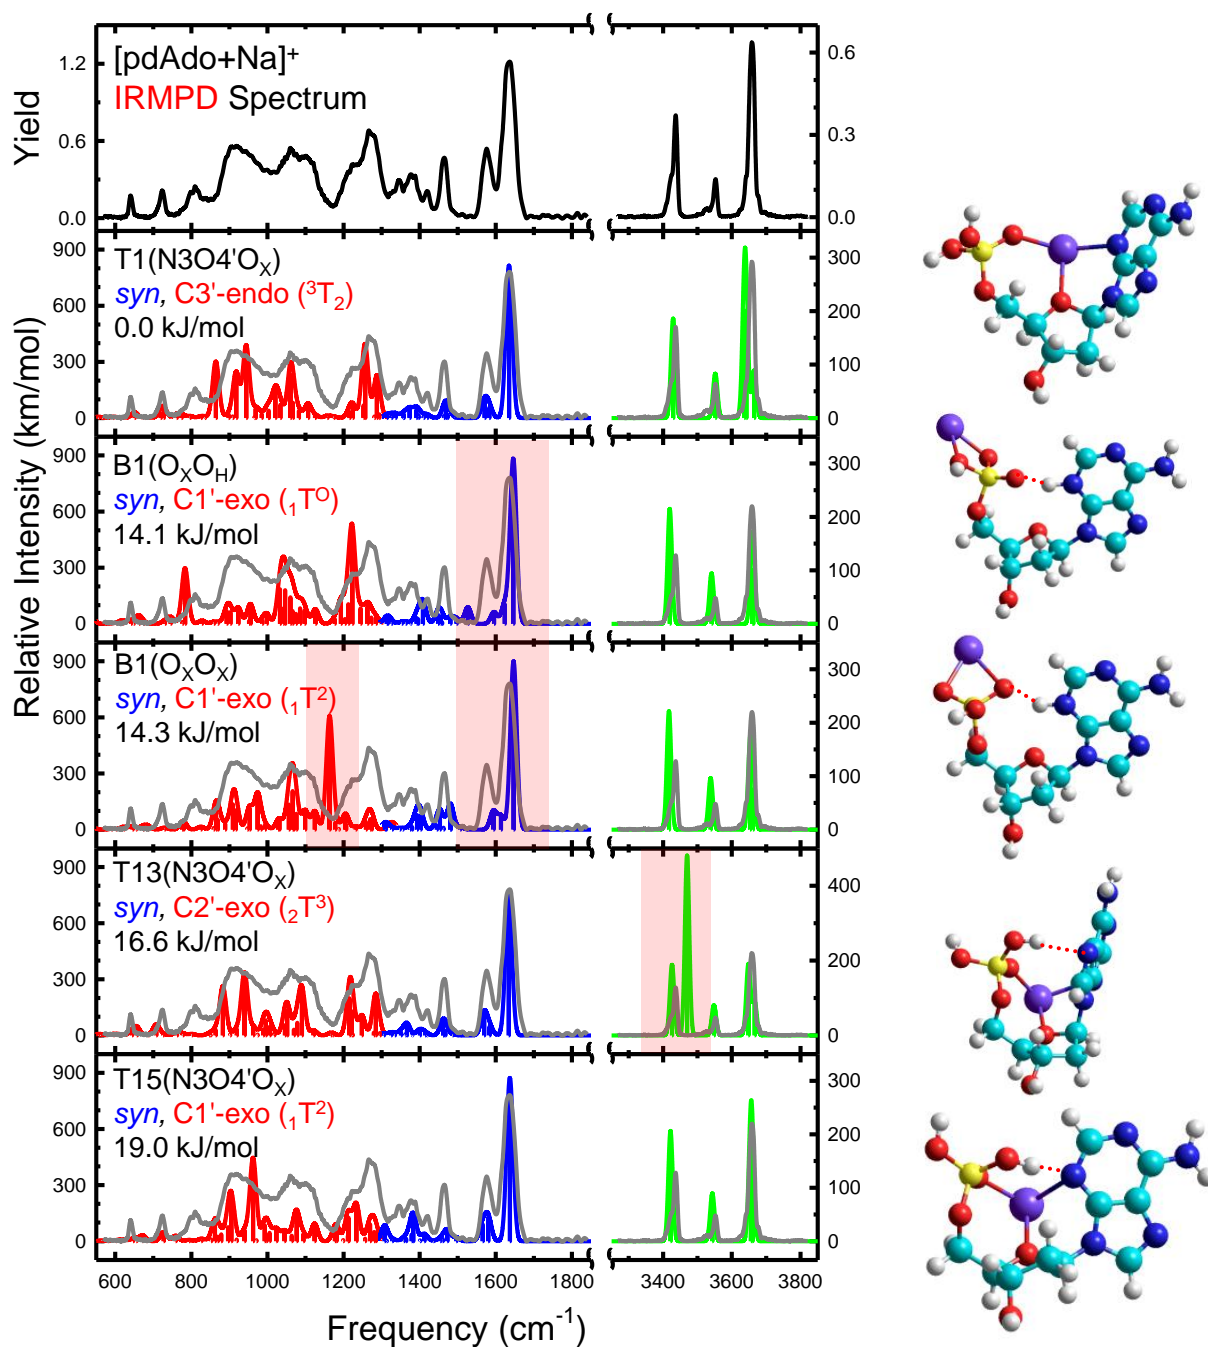 [pdAdo+Na]⁺
IRMPD Spectrum
Yield
1.2
0.6
0.0
0.6
0.3
0.0
Relative Intensity (km/mol)
T1(N3O4'Oₓ)
syn, C3'-endo (³T₂)
0.0 kJ/mol
900
600
300
0
300
200
100
0
B1(OₓO_H)
syn, C1'-exo (₁Tᴼ)
14.1 kJ/mol
900
600
300
0
300
200
100
0
B1(OₓOₓ)
syn, C1'-exo (₁T²)
14.3 kJ/mol
900
600
300
0
300
200
100
0
T13(N3O4'Oₓ)
syn, C2'-exo (₂T³)
16.6 kJ/mol
900
600
300
0
400
200
0
T15(N3O4'Oₓ)
syn, C1'-exo (₁T²)
19.0 kJ/mol
900
600
300
0
300
200
100
0
600 800 1000 1200 1400 1600 1800 3400 3600 3800
Frequency (cm⁻¹)